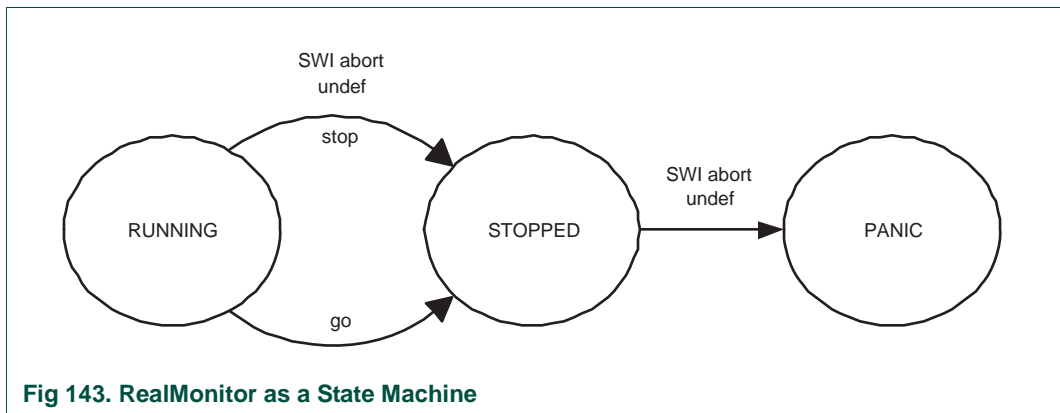 SWI abort
undef
stop
SWI abort
undef
RUNNING
STOPPED
PANIC
go
Fig 143. RealMonitor as a State Machine